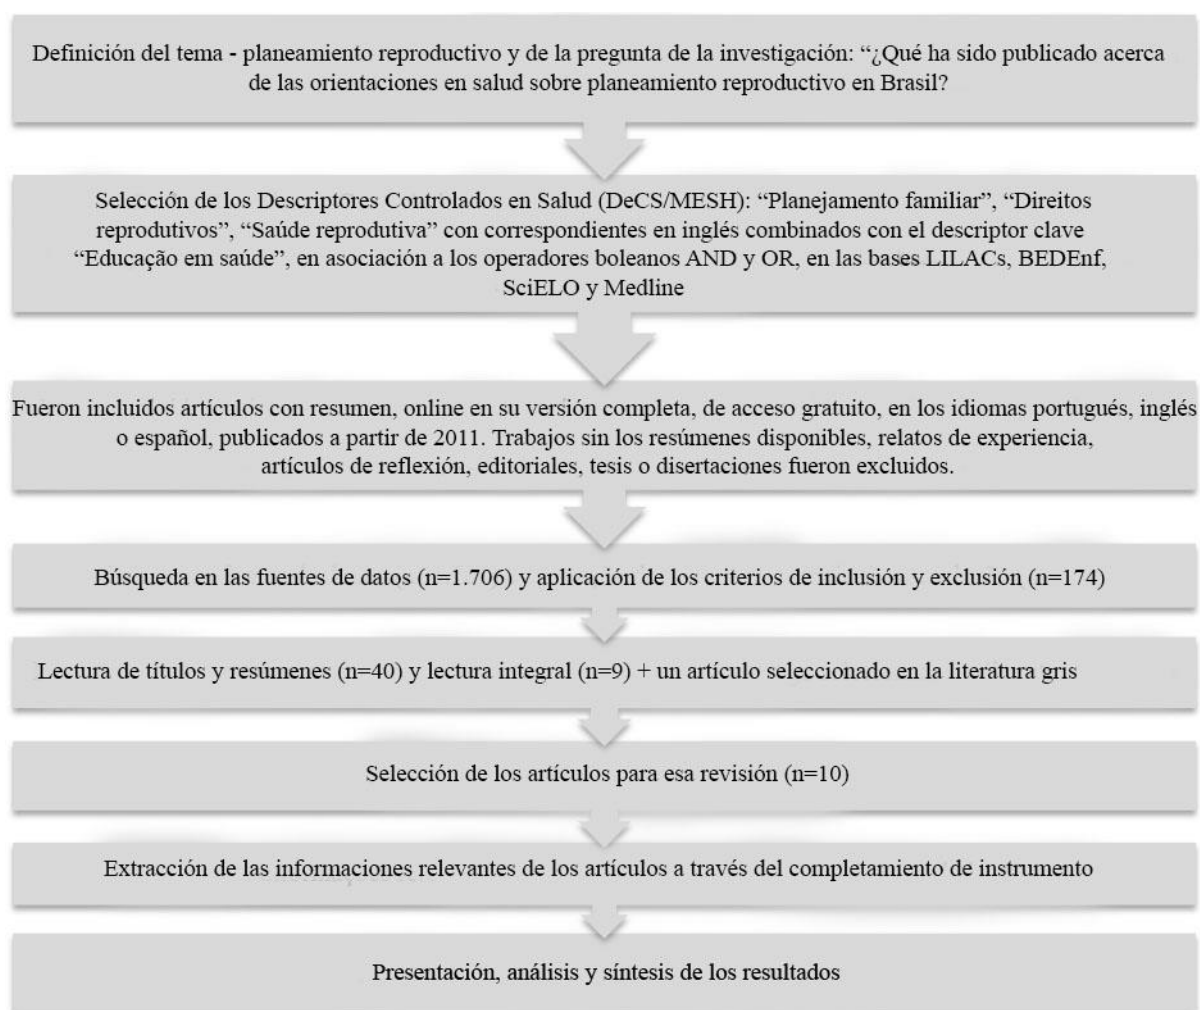 Definición del tema - planeamiento reproductivo y de la pregunta de la investigación: “¿Qué ha sido publicado acerca
de las orientaciones en salud sobre planeamiento reproductivo en Brasil?
Selección de los Descriptores Controlados en Salud (DeCS/MESH): “Planejamento familiar”, “Direitos
reprodutivos”, “Saúde reprodutiva” con correspondientes en inglés combinados con el descriptor clave
“Educação em saúde”, en asociación a los operadores boleanos AND y OR, en las bases LILACs, BEDEnf,
SciELO y Medline
Fueron incluidos artículos con resumen, online en su versión completa, de acceso gratuito, en los idiomas portugués, inglés
o español, publicados a partir de 2011. Trabajos sin los resúmenes disponibles, relatos de experiencia,
artículos de reflexión, editoriales, tesis o disertaciones fueron excluidos.
Búsqueda en las fuentes de datos (n=1.706) y aplicación de los criterios de inclusión y exclusión (n=174)
Lectura de títulos y resúmenes (n=40) y lectura integral (n=9) + un artículo seleccionado en la literatura gris
Selección de los artículos para esa revisión (n=10)
Extracción de las informaciones relevantes de los artículos a través del completamiento de instrumento
Presentación, análisis y síntesis de los resultados